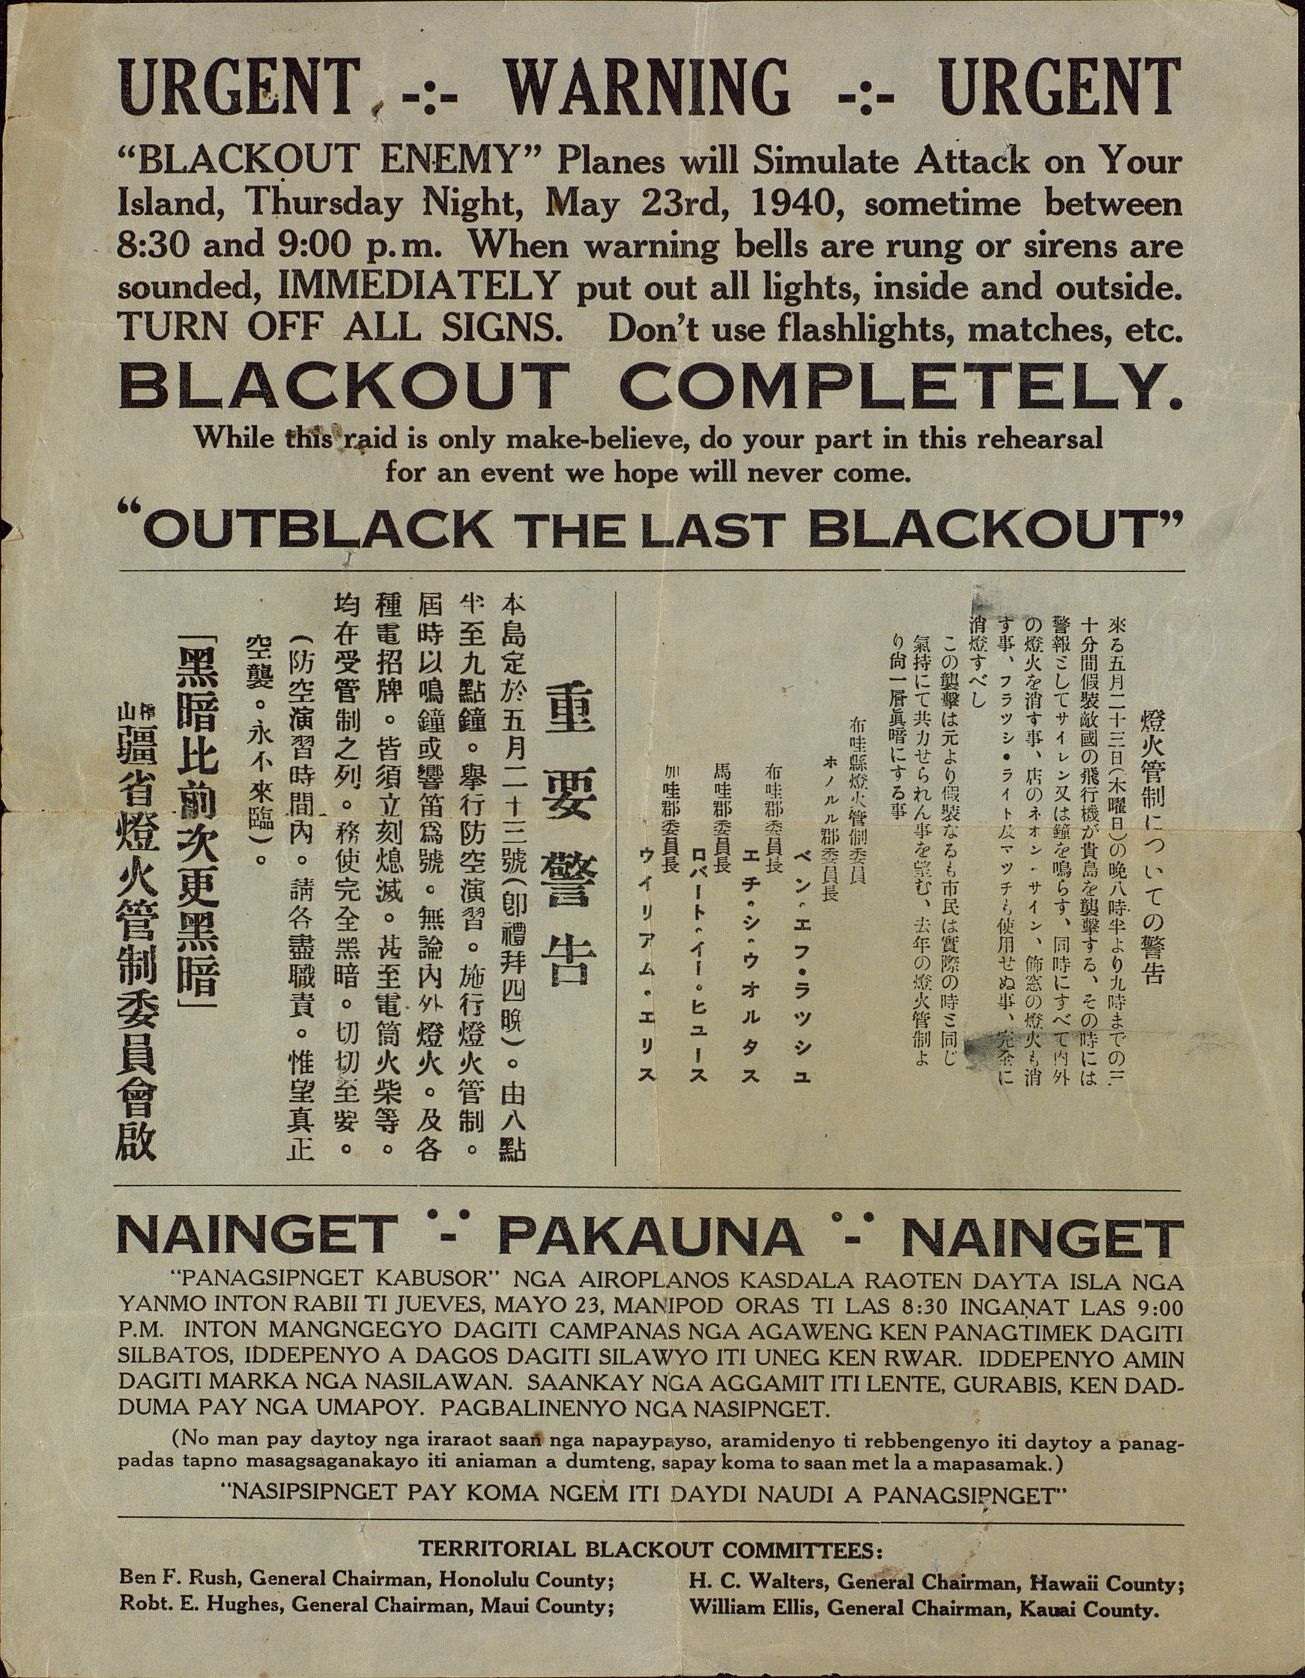 URGENT -:- WARNING -:- URGENT
“BLACKOUT ENEMY” Planes will Simulate Attack on Your
Island, Thursday Night, May 23rd, 1940, sometime between
8:30 and 9:00 p.m. When warning bells are rung or sirens are
sounded, IMMEDIATELY put out all lights, inside and outside.
TURN OFF ALL SIGNS. Don’t use flashlights, matches, etc.
BLACKOUT COMPLETELY.
While this raid is only make-believe, do your part in this rehearsal
for an event we hope will never come.
“OUTBLACK THE LAST BLACKOUT”
燈火管制についての警告
來る五月二十三日(木曜日)の晩八時半より九時までの三
十分間假裝敵國の飛行機が貴島を襲擊する、その時には
警報としてサイレン又は鐘を鳴らす、同時にすべて內外
の燈火を消す事、店のネオン・サイン、飾窓の燈火も消
す事、フラツシ・ライト及マツチも使用せぬ事、完全に
消燈すべし
この襲擊は元より假裝なるも市民は實際の時と同じ
氣持にて共力せられん事を望む、去年の燈火管制よ
り尙一層眞暗にする事
布哇縣燈火管制委員
ホノルル郡委員長
ベン・エフ・ラツシユ
布哇郡委員長
エチ・シ・ウオルタス
馬哇郡委員長
ロバート・イー・ヒユース
加哇郡委員長
ウイリアム・エリス
重要警告
本島定於五月二十三號(卽禮拜四晚)。由八點
半至九點鐘。舉行防空演習。施行燈火管制。
屆時以鳴鐘或響笛爲號。無論內外燈火。及各
種電招牌。皆須立刻熄滅。甚至電筒火柴等。
均在受管制之列。務使完全黑暗。切切至要。
(防空演習時間內。請各盡職責。惟望真正
空襲。永不來臨)。
「黑暗比前次更黑暗」
檀山疆省燈火管制委員會啟
NAINGET -:- PAKAUNA -:- NAINGET
“PANAGSIPNGET KABUSOR” NGA AIROPLANOS KASDALA RAOTEN DAYTA ISLA NGA
YANMO INTON RABII TI JUEVES, MAYO 23, MANIPOD ORAS TI LAS 8:30 INGANAT LAS 9:00
P.M. INTON MANGNGEGYO DAGITI CAMPANAS NGA AGAWENG KEN PANAGTIMEK DAGITI
SILBATOS, IDDEPENYO A DAGOS DAGITI SILAWYO ITI UNEG KEN RWAR. IDDEPENYO AMIN
DAGITI MARKA NGA NASILAWAN. SAANKAY NGA AGGAMIT ITI LENTE, GURABIS, KEN DAD-
DUMA PAY NGA UMAPOY. PAGBALINENYO NGA NASIPNGET.
(No man pay daytoy nga iraraot saan nga napaypayso, aramidenyo ti rebbengenyo iti daytoy a panag-
padas tapno masagsaganakayo iti aniaman a dumteng, sapay koma to saan met la a mapasamak.)
“NASIPSIPNGET PAY KOMA NGEM ITI DAYDI NAUDI A PANAGSIPNGET”
TERRITORIAL BLACKOUT COMMITTEES:
Ben F. Rush, General Chairman, Honolulu County;
H. C. Walters, General Chairman, Hawaii County;
Robt. E. Hughes, General Chairman, Maui County;
William Ellis, General Chairman, Kauai County.